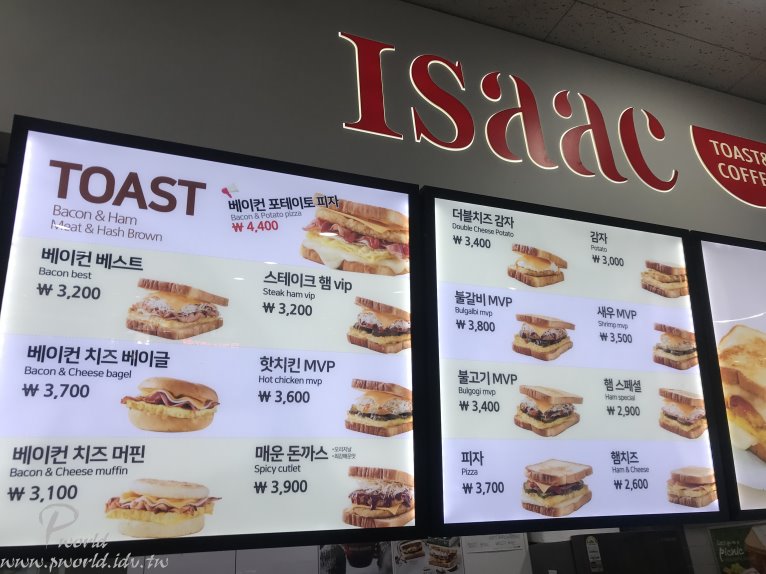 ISaac
TOAST&
COFFE
TOAST
Bacon & Ham
Meat & Hash Brown
베이컨 포테이토 피자
Bacon & Potato pizza
₩ 4,400
베이컨 베스트
Bacon best
₩ 3,200
스테이크 햄 vip
Steak ham vip
₩ 3,200
베이컨 치즈 베이글
Bacon & Cheese bagel
₩ 3,700
핫치킨 MVP
Hot chicken mvp
₩ 3,600
베이컨 치즈 머핀
Bacon & Cheese muffin
₩ 3,100
매운 돈까스
Spicy cutlet
₩ 3,900
더블치즈 감자
Double Cheese Potato
₩ 3,400
감자
Potato
₩ 3,000
불갈비 MVP
Bulgalbi mvp
₩ 3,800
새우 MVP
Shrimp mvp
₩ 3,500
불고기 MVP
Bulgogi mvp
₩ 3,400
햄 스페셜
Ham special
₩ 2,900
피자
Pizza
₩ 3,700
햄치즈
Ham & Cheese
₩ 2,600
picnic
Pworld
www.pworld.idv.tw